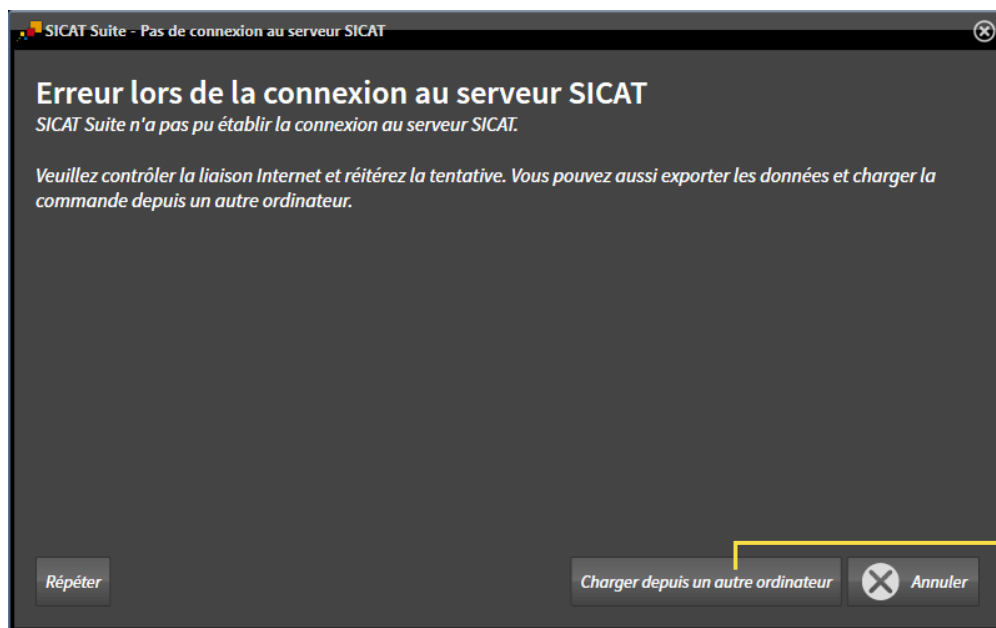 SICAT Suite - Pas de connexion au serveur SICAT
Erreur lors de la connexion au serveur SICAT
SICAT Suite n'a pas pu établir la connexion au serveur SICAT.
Veuillez contrôler la liaison Internet et réitérez la tentative. Vous pouvez aussi exporter les données et charger la
commande depuis un autre ordinateur.
Répéter
Charger depuis un autre ordinateur
Annuler